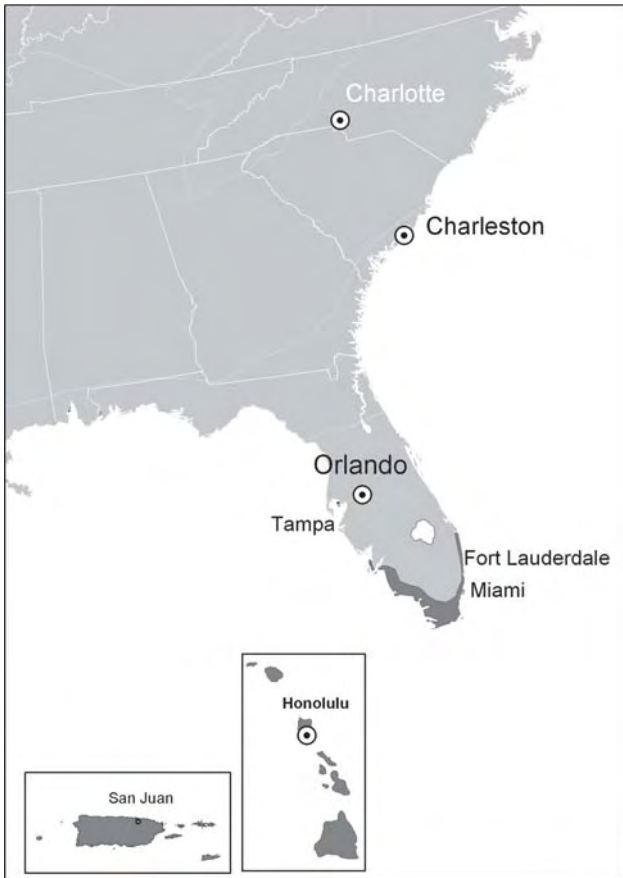 Charlotte
Charleston
Orlando
Tampa
Fort Lauderdale
Miami
Honolulu
San Juan